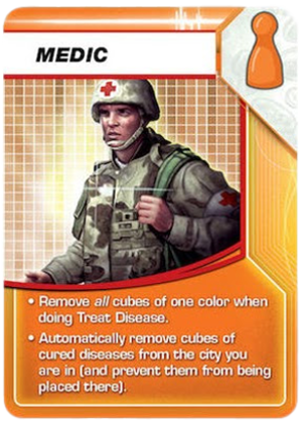 MEDIC
• Remove all cubes of one color when
doing Treat Disease.
• Automatically remove cubes of
cured diseases from the city you
are in (and prevent them from being
placed there).